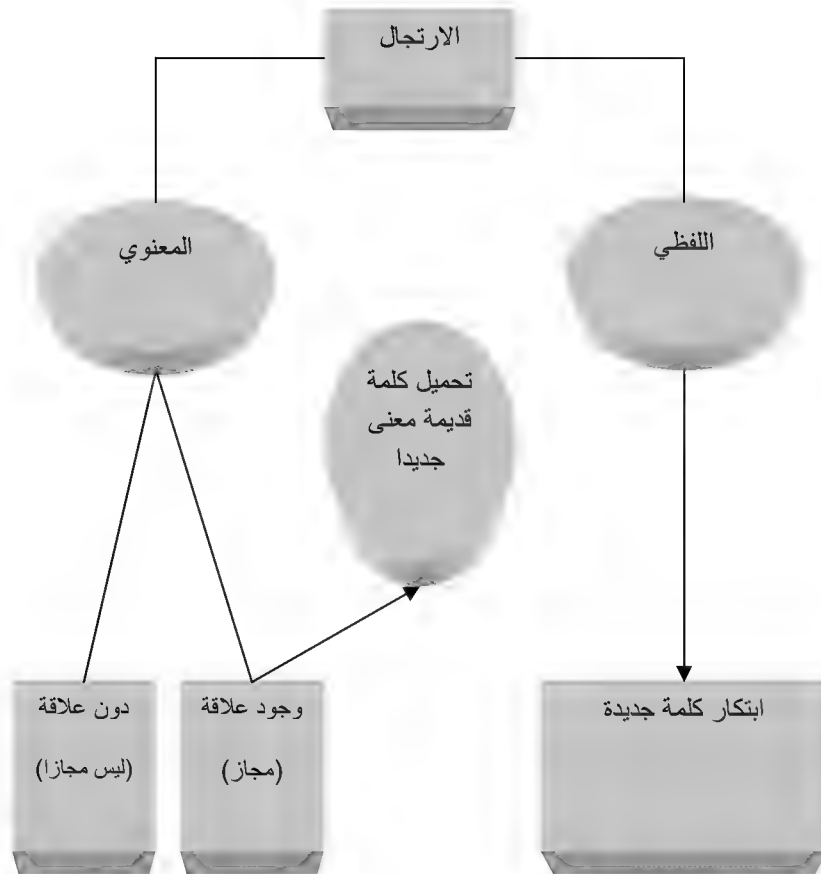 الارتجال
اللفظي
المعنوي
تحميل كلمة
قديمة معنى
جديدا
ابتكار كلمة جديدة
وجود علاقة
(مجاز)
دون علاقة
(ليس مجازا)